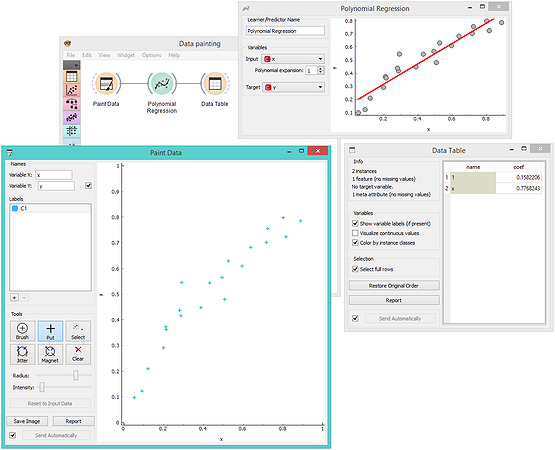 Data painting
File Edit View Widget Options Help
Paint Data
Polynomial
Regression
Data Table
Polynomial Regression
Learner/Predictor Name
Polynomial Regression
Variables
Input C x
Polynomial expansion: 1
Target C y
0.8
0.7
0.6
0.5
0.4
0.3
0.2
0.1
y
0.2 0.4 0.6 0.8
x
Paint Data
Names
Variable X: x
Variable Y: y
Labels
C1
+ −
Tools
Brush Put Select
Jitter Magnet Clear
Radius:
Intensity:
Reset to Input Data
Save Image Report
Send Automatically
1
0.9
0.8
0.7
0.6
0.5
0.4
0.3
0.2
0.1
0
y
0 0.2 0.4 0.6 0.8 1
x
Data Table
Info
2 instances
1 feature (no missing values)
No target variable.
1 meta attribute (no missing values)
Variables
Show variable labels (if present)
Visualize continuous values
Color by instance classes
Selection
Select full rows
Restore Original Order
Report
Send Automatically
name coef
1 1 0.1582206
2 x 0.7768243